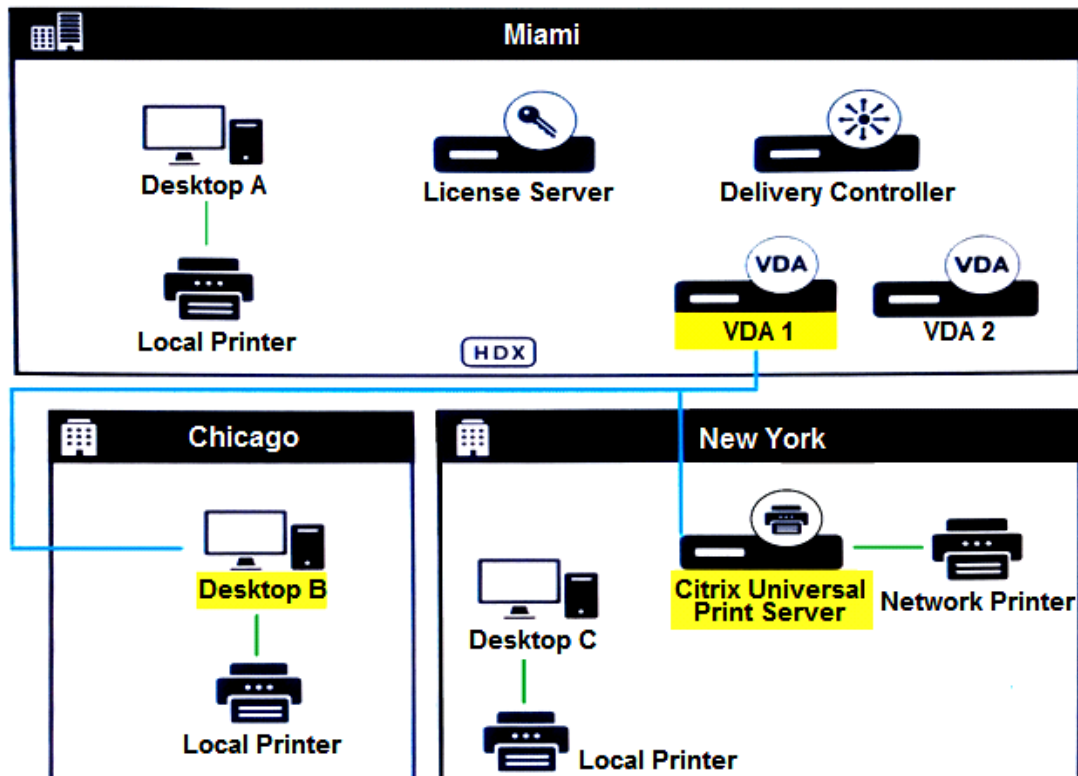 Miami
Desktop A
License Server
Delivery Controller
Local Printer
VDA
VDA 1
VDA
VDA 2
HDX
Chicago
Desktop B
Local Printer
New York
Desktop C
Local Printer
Citrix Universal
Print Server
Network Printer